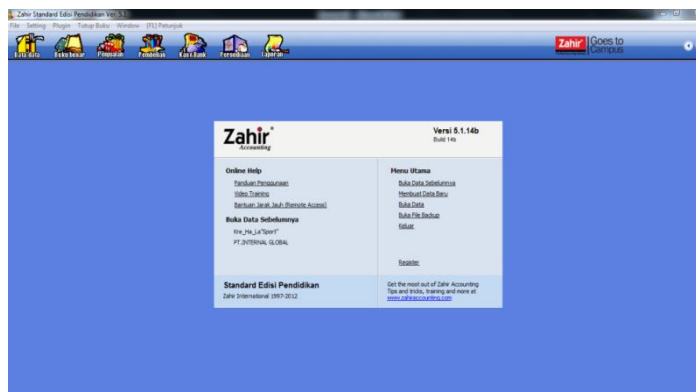 Zahir Standard Edisi Pendidikan Ver. 5.1
File Setting Plugin Tutup Buku Window [F1] Petunjuk
Data-data Buku Besar Penjualan Pembelian Kas & Bank Persediaan Laporan
Zahir Goes to Campus
Zahir Accounting
Versi 5.1.14b
Build 14b
Online Help
Panduan Penggunaan
Video Training
Bantuan Jarak Jauh (Remote Access)
Buka Data Sebelumnya
Kre_Ha_La"Sport"
PT.INTERNAL GLOBAL
Menu Utama
Buka Data Sebelumnya
Membuat Data Baru
Buka Data
Buka File Backup
Keluar
Register
Standard Edisi Pendidikan
Zahir International 1997-2012
Get the most out of Zahir Accounting
Tips and tricks, training and more at
www.zahiraccounting.com